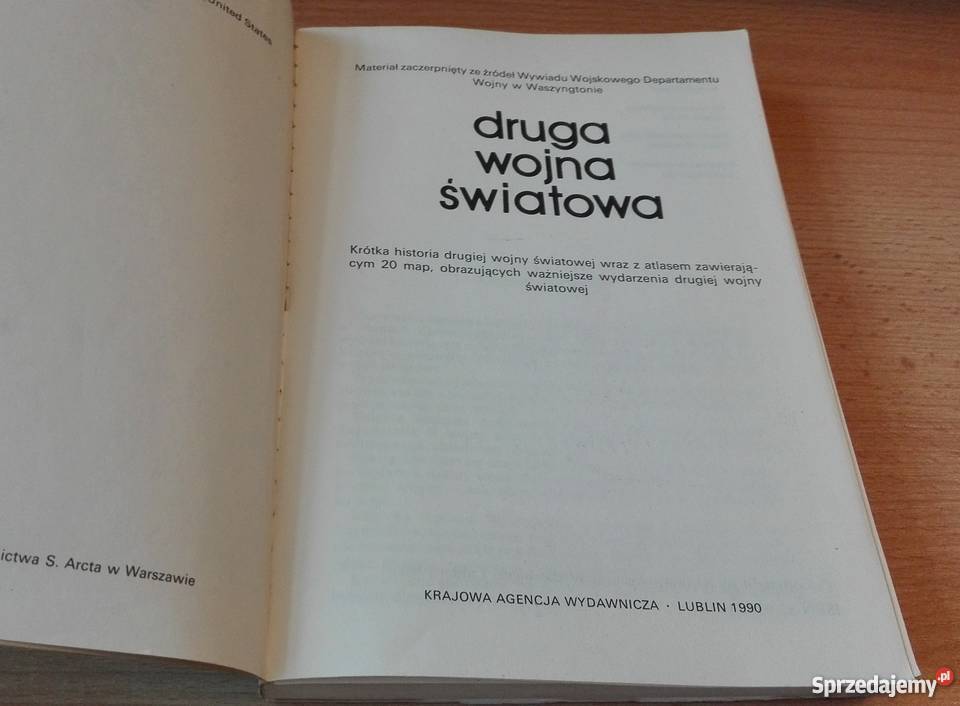 United States
ictwa S. Arcta w Warszawie
Materiał zaczerpnięty ze źródeł Wywiadu Wojskowego Departamentu
Wojny w Waszyngtonie
druga
wojna
światowa
Krótka historia drugiej wojny światowej wraz z atlasem zawierają-
cym 20 map, obrazujących ważniejsze wydarzenia drugiej wojny
światowej
KRAJOWA AGENCJA WYDAWNICZA · LUBLIN 1990
Sprzedajemy.pl